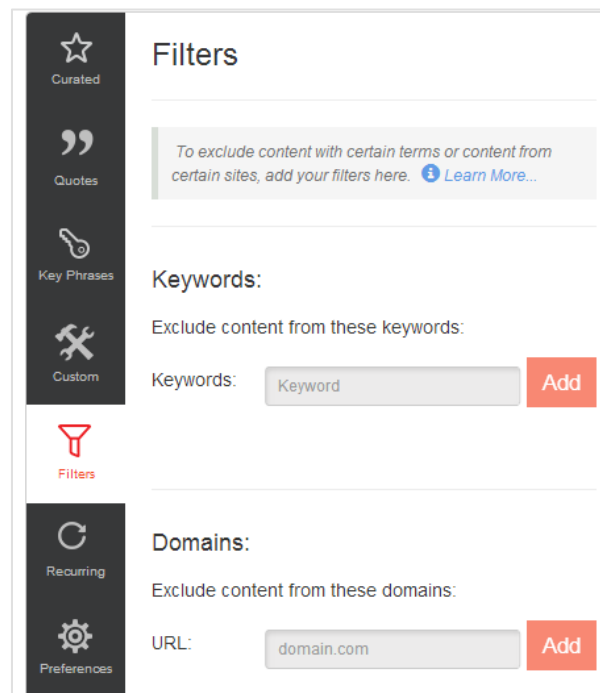 Curated
Quotes
Key Phrases
Custom
Filters
Recurring
Preferences
Filters
To exclude content with certain terms or content from
certain sites, add your filters here. Learn More...
Keywords:
Exclude content from these keywords:
Keywords: Keyword Add
Domains:
Exclude content from these domains:
URL: domain.com Add